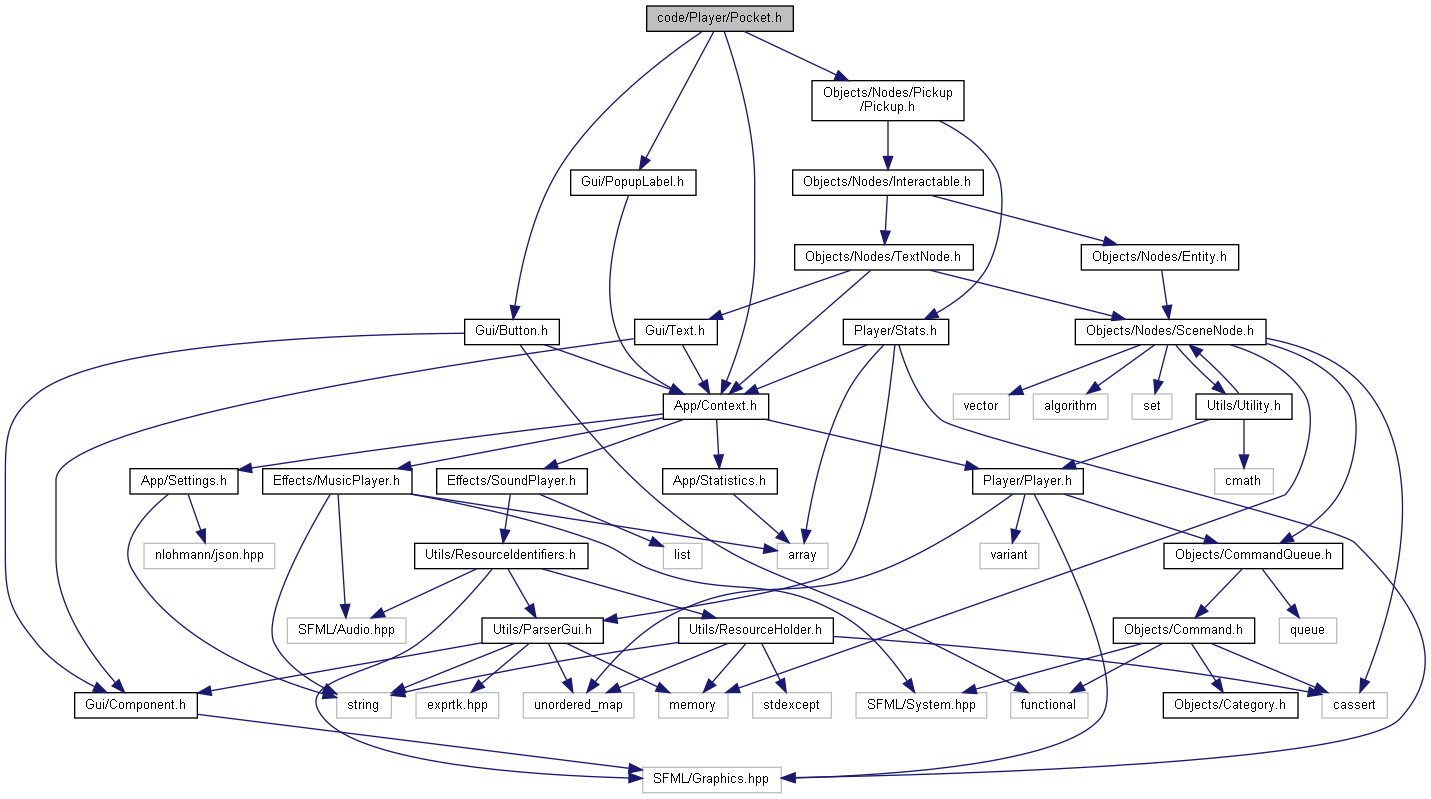 code/Player/Pocket.h
Objects/Nodes/Pickup
/Pickup.h
Gui/PopupLabel.h
Objects/Nodes/Interactable.h
Objects/Nodes/TextNode.h
Objects/Nodes/Entity.h
Gui/Button.h
Gui/Text.h
Player/Stats.h
Objects/Nodes/SceneNode.h
App/Context.h
vector
algorithm
set
Utils/Utility.h
App/Settings.h
Effects/MusicPlayer.h
Effects/SoundPlayer.h
App/Statistics.h
Player/Player.h
cmath
nlohmann/json.hpp
Utils/ResourceIdentifiers.h
list
array
variant
Objects/CommandQueue.h
SFML/Audio.hpp
Utils/ParserGui.h
Utils/ResourceHolder.h
Objects/Command.h
queue
Gui/Component.h
string
exprtk.hpp
unordered_map
memory
stdexcept
SFML/System.hpp
functional
Objects/Category.h
cassert
SFML/Graphics.hpp